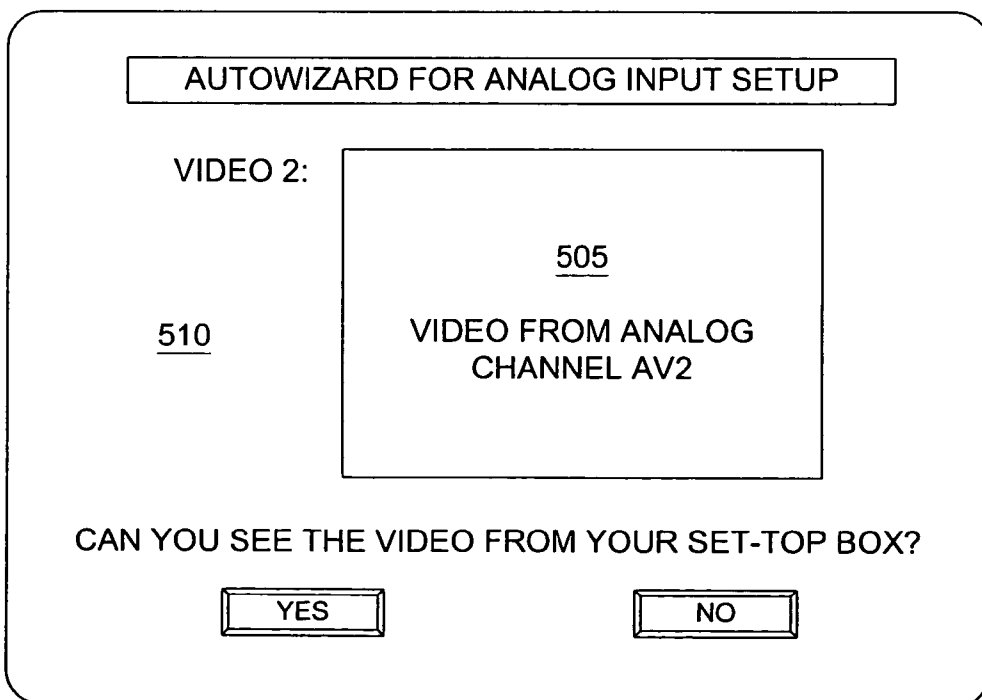 AUTOWIZARD FOR ANALOG INPUT SETUP
VIDEO 2:
505
510
VIDEO FROM ANALOG
CHANNEL AV2
CAN YOU SEE THE VIDEO FROM YOUR SET-TOP BOX?
YES
NO